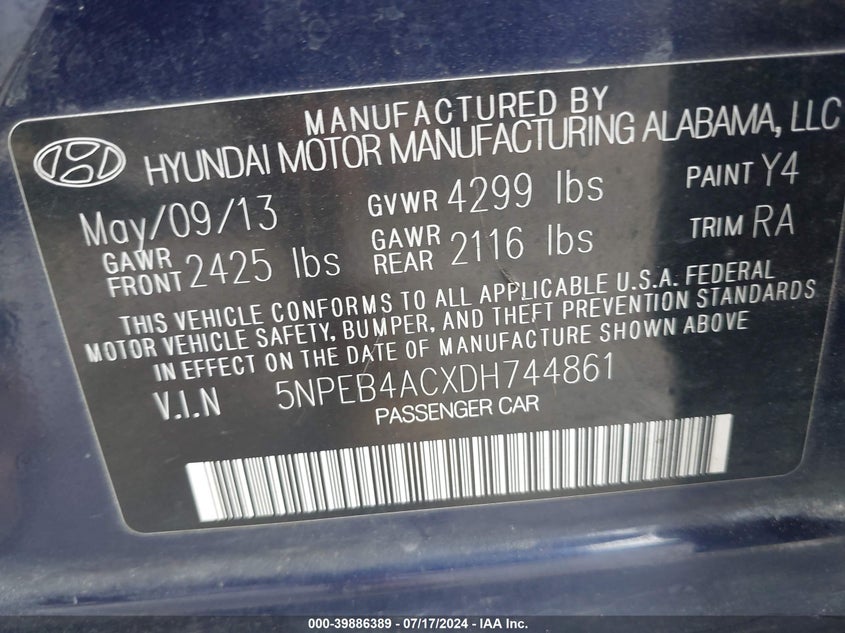 MANUFACTURED BY
HYUNDAI MOTOR MANUFACTURING ALABAMA, LLC
May/09/13 GVWR 4299 lbs PAINT Y4
GAWR FRONT 2425 lbs GAWR REAR 2116 lbs TRIM RA
THIS VEHICLE CONFORMS TO ALL APPLICABLE U.S.A. FEDERAL
MOTOR VEHICLE SAFETY, BUMPER, AND THEFT PREVENTION STANDARDS
IN EFFECT ON THE DATE OF MANUFACTURE SHOWN ABOVE
V.I.N 5NPEB4ACXDH744861
PASSENGER CAR
000-39886389 - 07/17/2024 - IAA Inc.